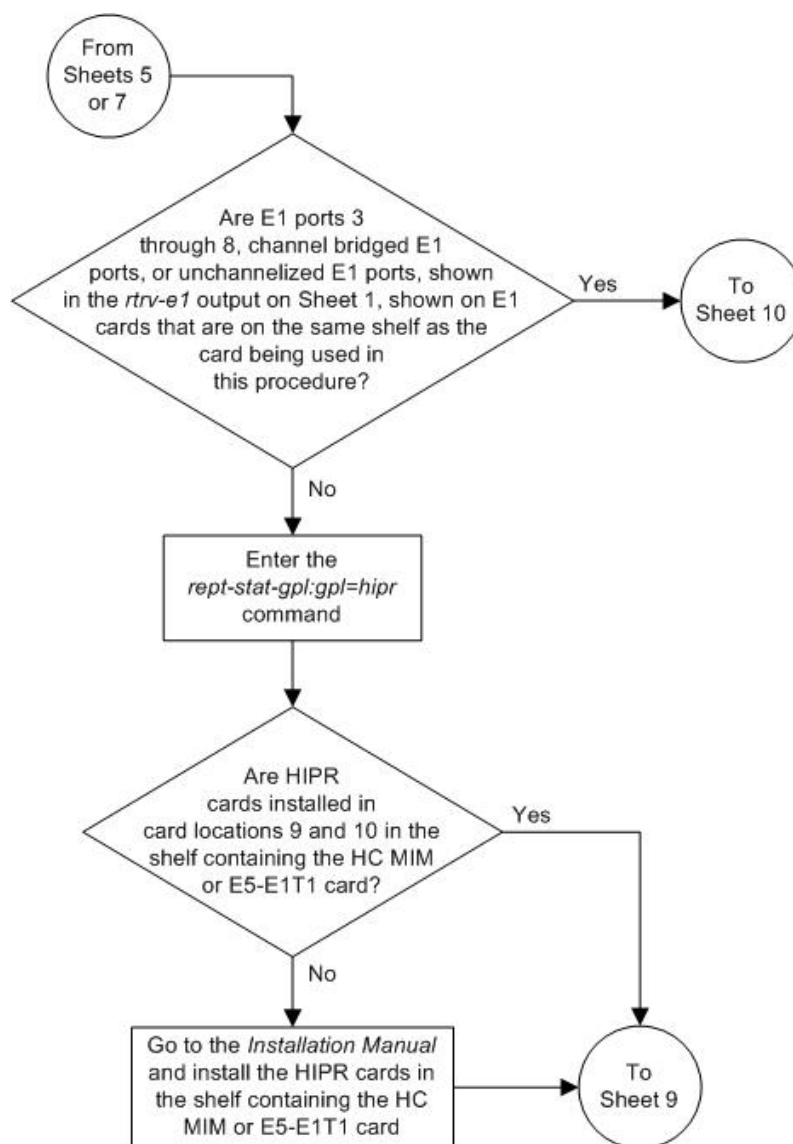 From
Sheets 5
or 7
Are E1 ports 3
through 8, channel bridged E1
ports, or unchannelized E1 ports, shown
in the rtrv-e1 output on Sheet 1, shown on E1
cards that are on the same shelf as the
card being used in
this procedure?
Yes
To
Sheet 10
No
Enter the
rept-stat-gpl:gpl=hipr
command
Are HIPR
cards installed in
card locations 9 and 10 in the
shelf containing the HC MIM
or E5-E1T1 card?
Yes
No
Go to the Installation Manual
and install the HIPR cards in
the shelf containing the HC
MIM or E5-E1T1 card
To
Sheet 9